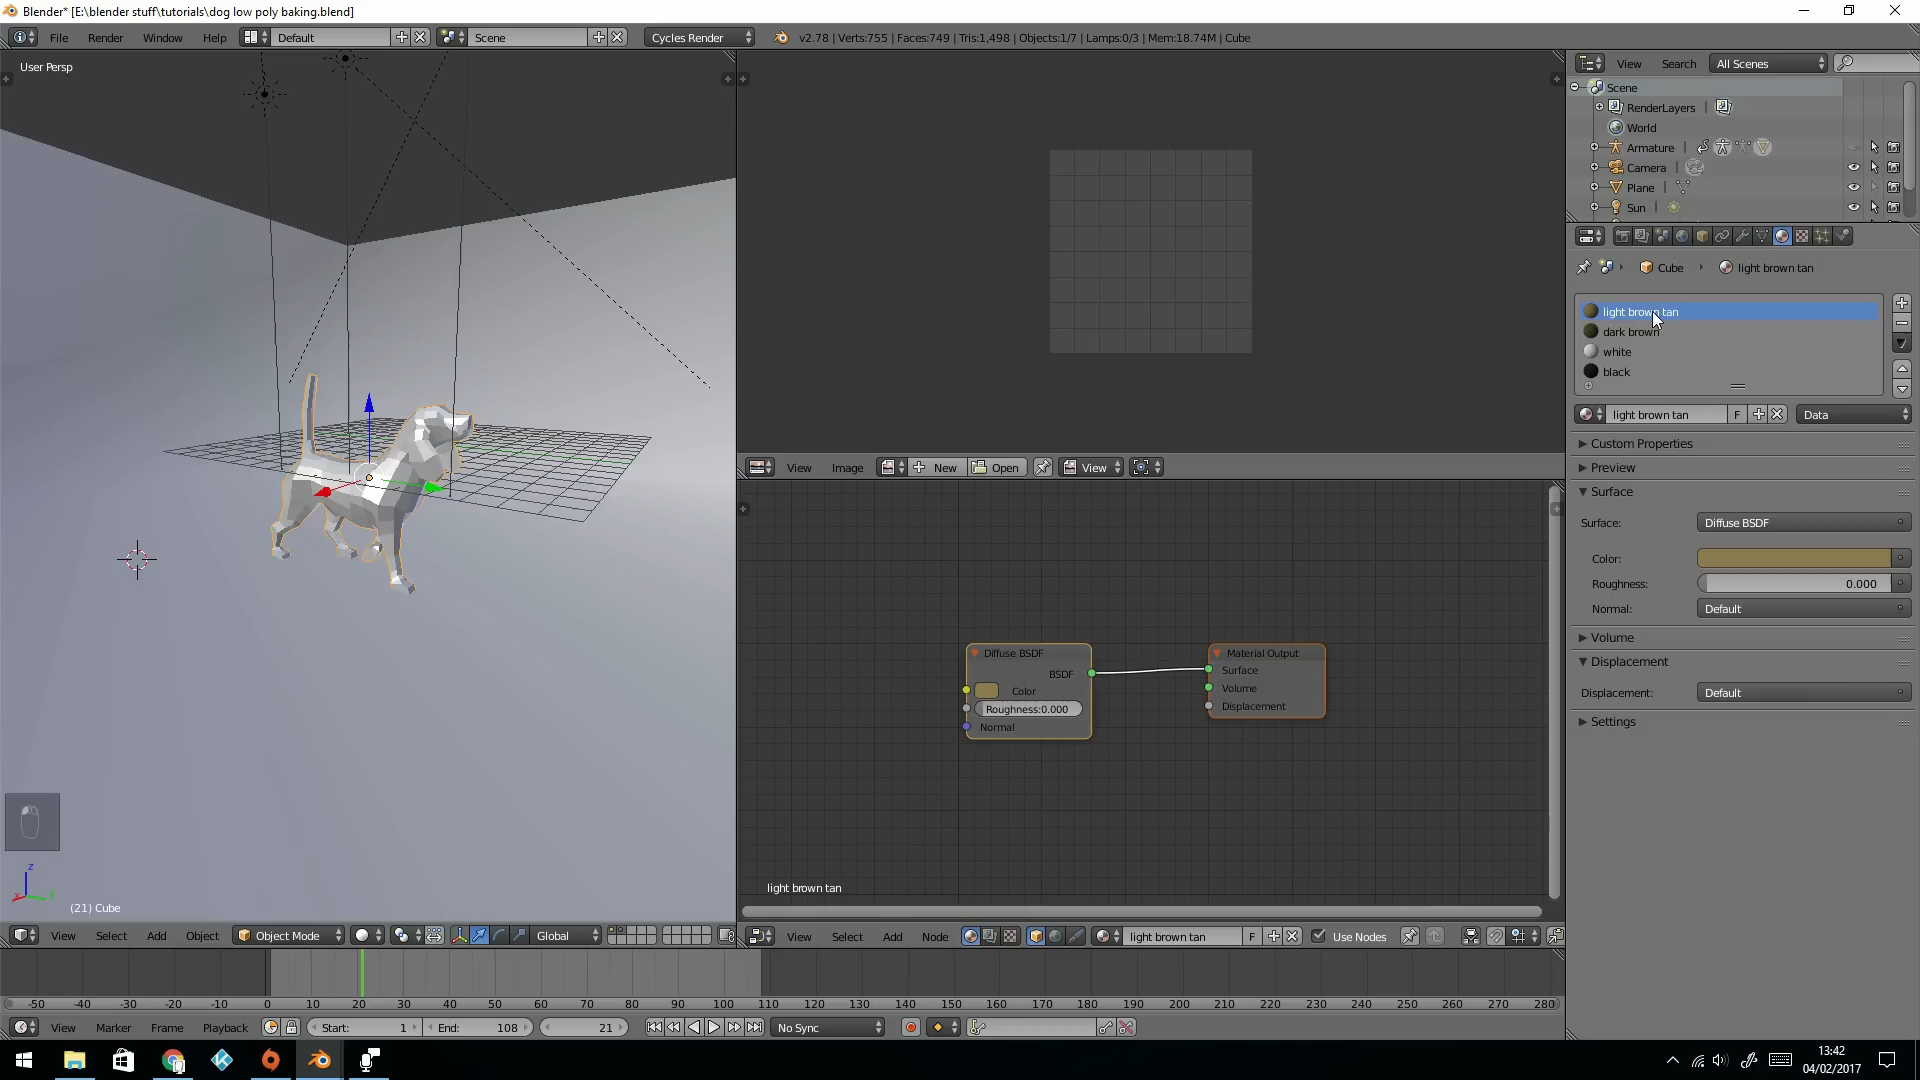 Blender* [E:\blender stuff\tutorials\dog low poly baking.blend]
File Render Window Help Default Scene Cycles Render v2.78 | Verts:755 | Faces:749 | Tris:1,498 | Objects:1/7 | Lamps:0/3 | Mem:18.74M | Cube
User Persp
View Search All Scenes
Scene
RenderLayers
World
Armature
Camera
Plane
Sun
Cube light brown tan
light brown tan
dark brown
white
black
light brown tan F Data
Custom Properties
Preview
Surface
Surface: Diffuse BSDF
Color:
Roughness: 0.000
Normal: Default
Volume
Displacement
Displacement: Default
Settings
View Image New Open View
Diffuse BSDF
BSDF
Color
Roughness:0.000
Normal
Material Output
Surface
Volume
Displacement
light brown tan
z
(21) Cube
View Select Add Object Object Mode Global
View Select Add Node light brown tan F Use Nodes
-50 -40 -30 -20 -10 0 10 20 30 40 50 60 70 80 90 100 110 120 130 140 150 160 170 180 190 200 210 220 230 240 250 260 270 280
View Marker Frame Playback Start: 1 End: 108 21 No Sync
13:42
04/02/2017